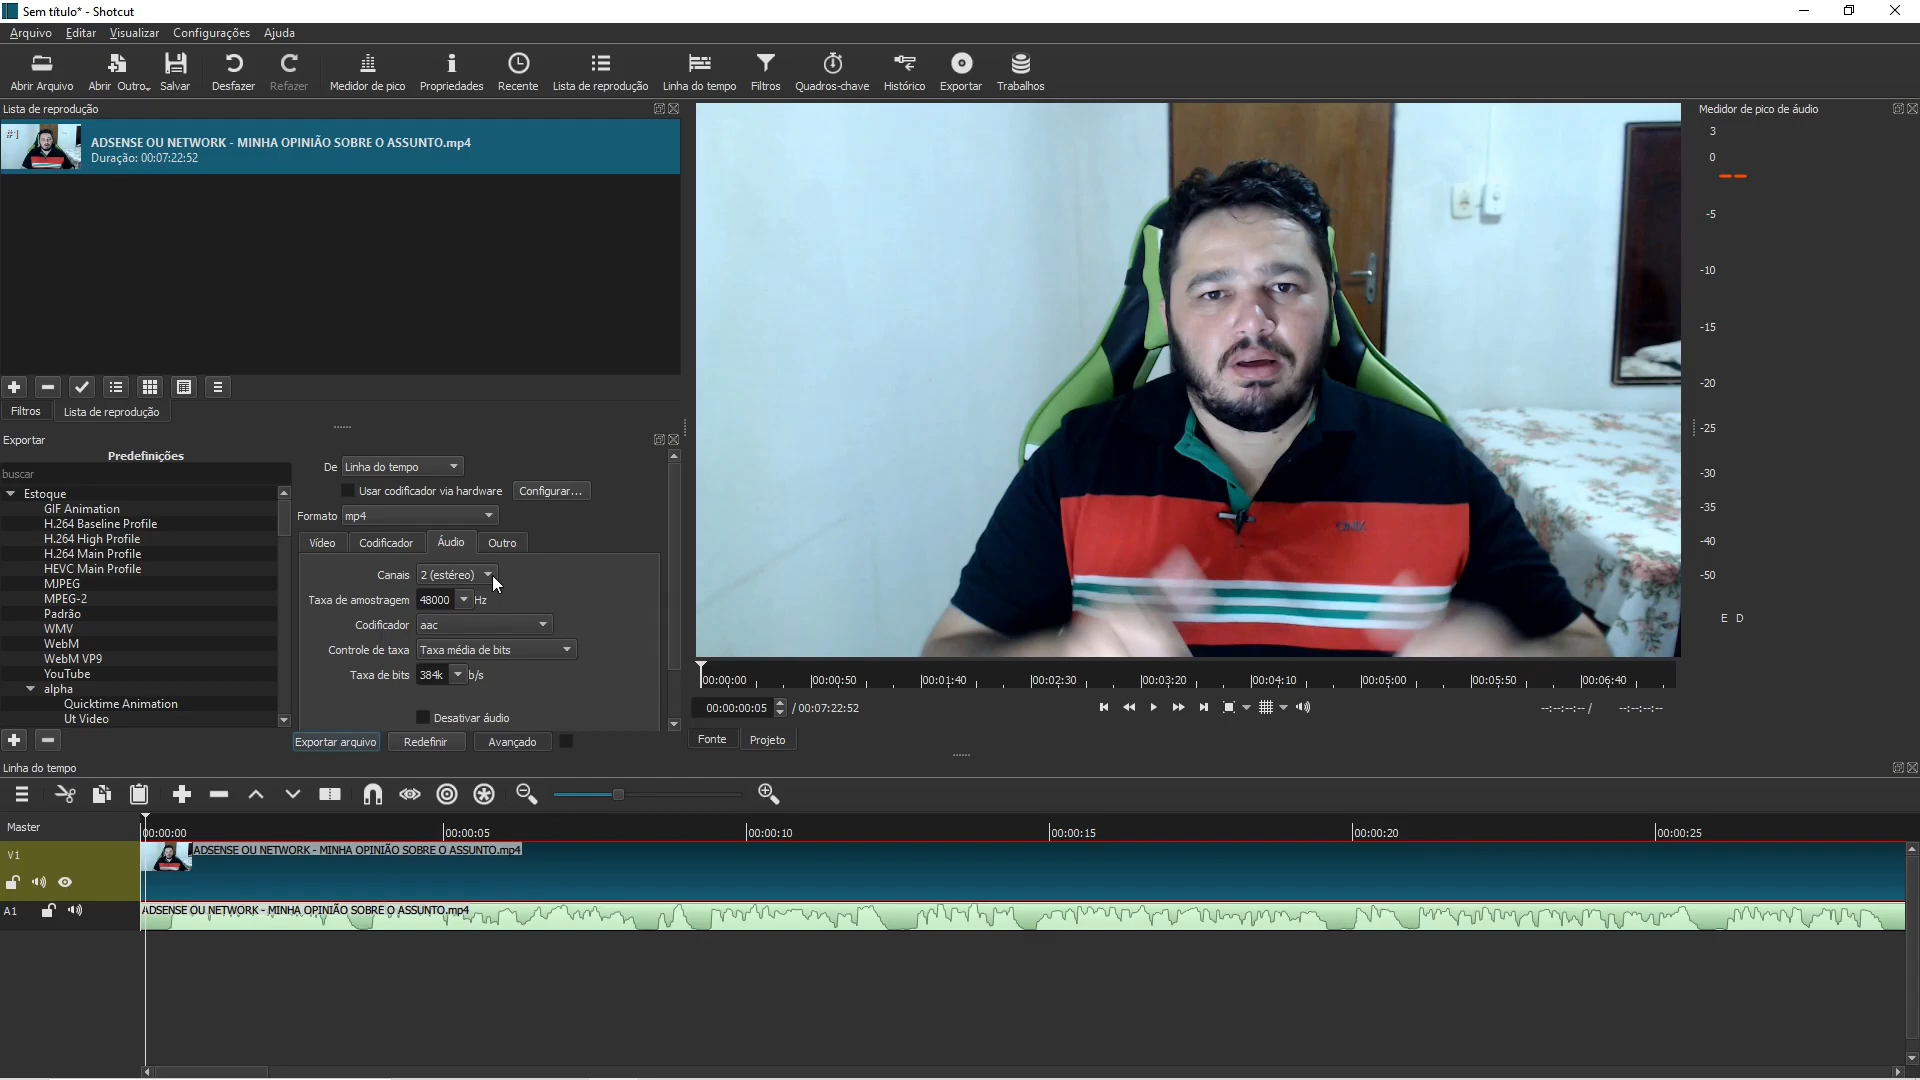 Sem título* - Shotcut
Arquivo Editar Visualizar Configurações Ajuda
Abrir Arquivo Abrir Outro... Salvar Desfazer Refazer Medidor de pico Propriedades Recente Lista de reprodução Linha do tempo Filtros Quadros-chave Histórico Exportar Trabalhos
Lista de reprodução
ADSENSE OU NETWORK - MINHA OPINIÃO SOBRE O ASSUNTO.mp4
Duração: 00:07:22:52
Filtros Lista de reprodução
Exportar
Predefinições
buscar
Estoque
GIF Animation
H.264 Baseline Profile
H.264 High Profile
H.264 Main Profile
HEVC Main Profile
MJPEG
MPEG-2
Padrão
WMV
WebM
WebM VP9
YouTube
alpha
Quicktime Animation
Ut Video
De Linha do tempo
Usar codificador via hardware Configurar...
Formato mp4
Vídeo Codificador Áudio Outro
Canais 2 (estéreo)
Taxa de amostragem 48000 Hz
Codificador aac
Controle de taxa Taxa média de bits
Taxa de bits 384k b/s
Desativar áudio
Exportar arquivo Redefinir Avançado
00:00:00 00:00:50 00:01:40 00:02:30 00:03:20 00:04:10 00:05:00 00:05:50 00:06:40
00:00:00:05 / 00:07:22:52 --:--:--:-- / --:--:--:--
Fonte Projeto
Medidor de pico de áudio
3
0
-5
-10
-15
-20
-25
-30
-35
-40
-50
E D
Linha do tempo
Master
00:00:00 00:00:05 00:00:10 00:00:15 00:00:20 00:00:25
V1
ADSENSE OU NETWORK - MINHA OPINIÃO SOBRE O ASSUNTO.mp4
A1
ADSENSE OU NETWORK - MINHA OPINIÃO SOBRE O ASSUNTO.mp4